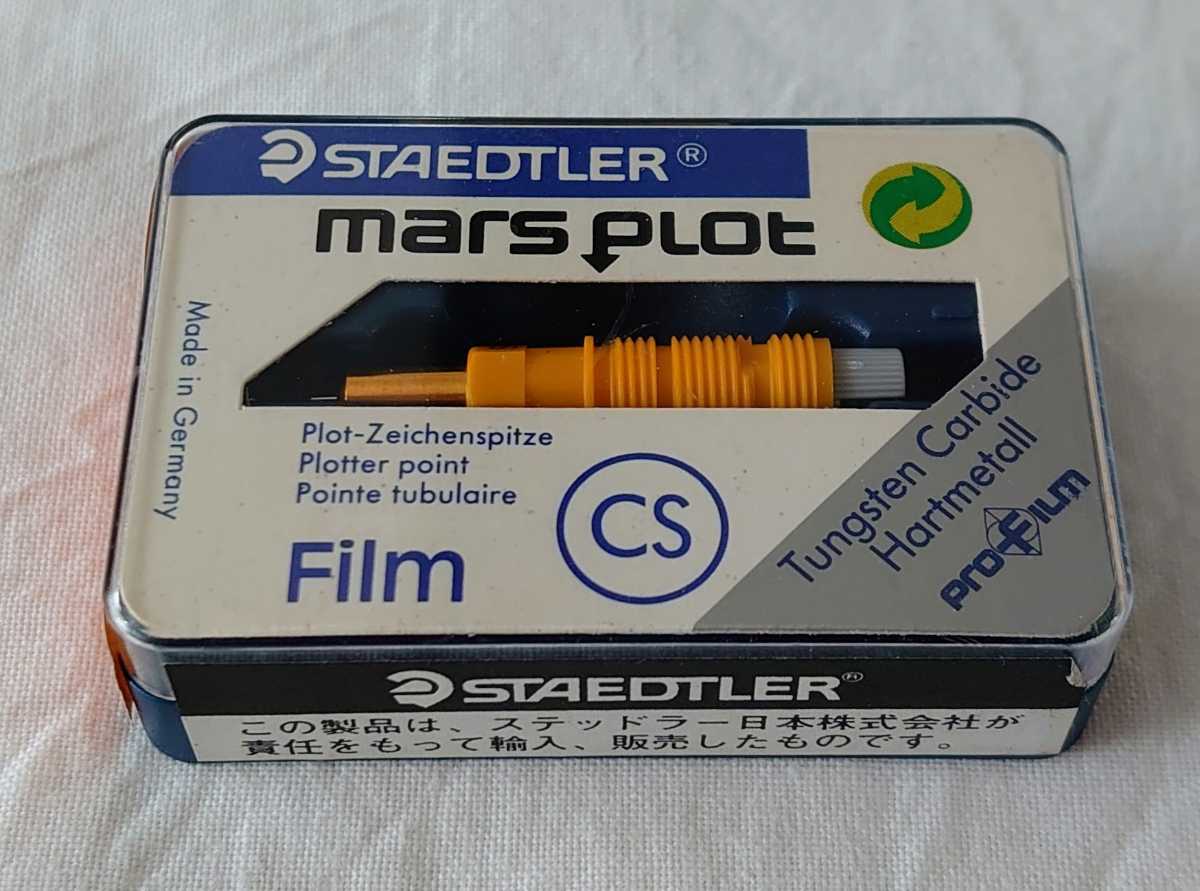 STAEDTLER®
mars plot
Made in Germany
Plot-Zeichenspitze
Plotter point
Pointe tubulaire
Film
CS
Tungsten Carbide
Hartmetall
proFILM
STAEDTLER®
この製品は、ステッドラー日本株式会社が
責任をもって輸入、販売したものです。